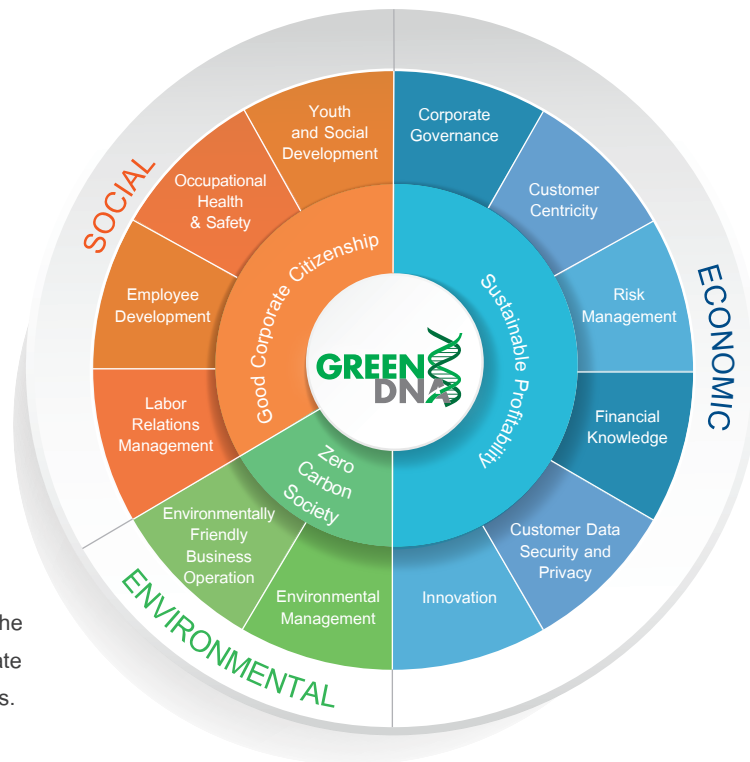 Youth
and Social
Development
Corporate
Governance
Occupational
Health
& Safety
Customer
Centricity
SOCIAL
Good Corporate Citizenship
Sustainable Profitability
ECONOMIC
Employee
Development
Risk
Management
GREEN
DNA
Labor
Relations
Management
Financial
Knowledge
Zero
Carbon
Society
Environmentally
Friendly
Business
Operation
Customer Data
Security and
Privacy
Environmental
Management
Innovation
ENVIRONMENTAL